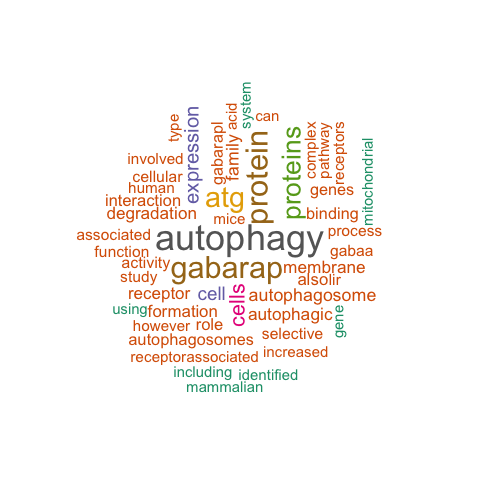 system
can
acid
type
expression
gabarapl
family
protein
proteins
complex
pathway
receptors
mitochondrial
involved
cellular
human
interaction
atg
genes
degradation
mice
binding
associated
autophagy
process
function
gabaa
activity
gabarap
membrane
study
alsolir
receptor
cell
cells
autophagosome
using
formation
autophagic
gene
however
role
selective
autophagosomes
receptorassociated
increased
including
identified
mammalian